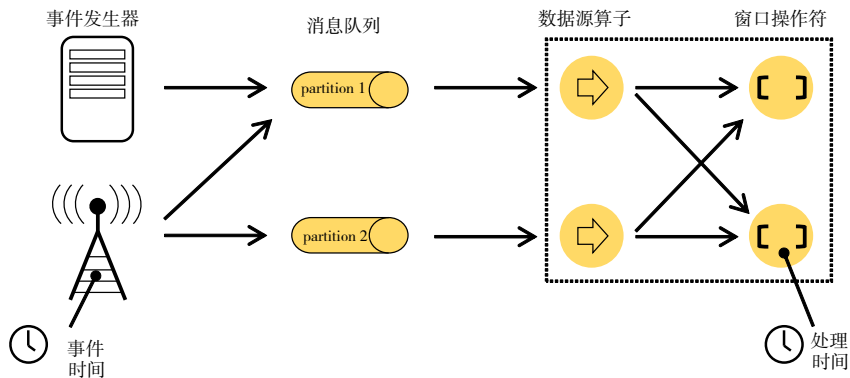 事件发生器
消息队列
数据源算子
窗口操作符
partition 1
partition 2
事件
时间
处理
时间